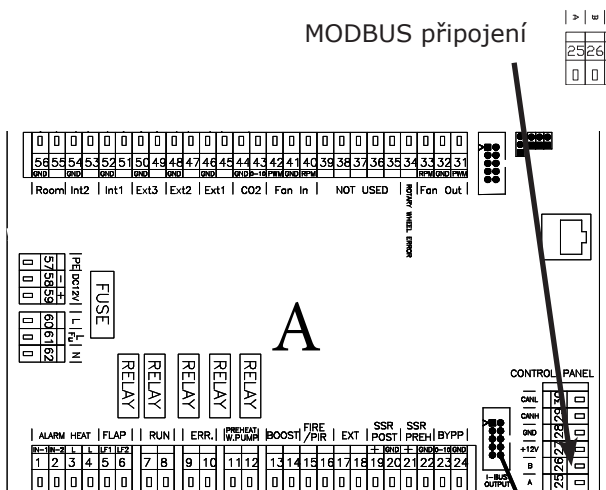 A B
MODBUS připojení
25 26
56 55 54 53 52 51 50 49 48 47 46 45 44 43 42 41 40 39 38 37 36 35 34 33 32 31
GND GND GND GND GND GND GND 0-10 PWM GND RPM RPM GND PWM
Room Int2 Int1 Ext3 Ext2 Ext1 CO2 Fan In NOT USED ROTARY WHEEL ERROR Fan Out
57 58 59 PE DC12V - +
60 61 62 L L Fu N
FUSE
A
RELAY RELAY RELAY RELAY RELAY
CONTROL PANEL
CANL 39
CANH 29
GND 28
+12V 27
B 26
A 25
ALARM HEAT FLAP RUN ERR. PREHEAT W.PUMP BOOST FIRE /PIR EXT SSR POST SSR PREH BYPP
IN-1 IN-2 L L LF1 LF2 + GND + GND 0-10 GND
1 2 3 4 5 6 7 8 9 10 11 12 13 14 15 16 17 18 19 20 21 22 23 24
I-BUS OUTPUT